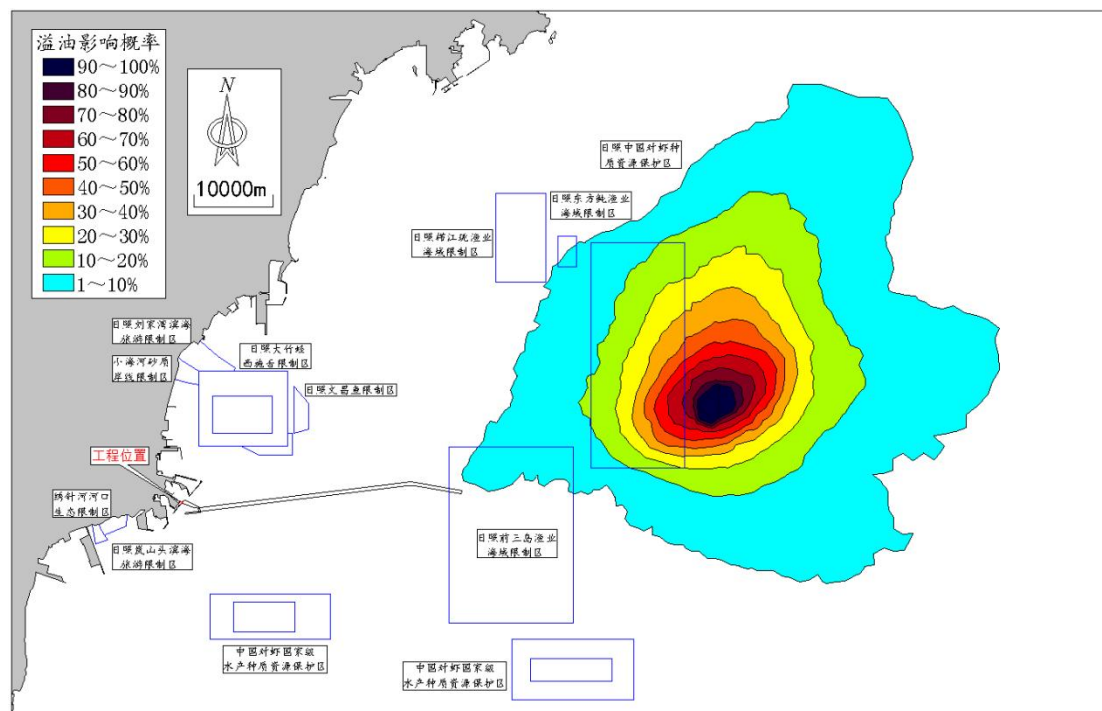 溢油影响概率
90～100%
80～90%
70～80%
60～70%
50～60%
40～50%
30～40%
20～30%
10～20%
1～10%
N
10000m
日照中国对虾种
质资源保护区
日照东方鲀渔业
海域限制区
日照栉江珧渔业
海域限制区
日照刘家湾滨海
旅游限制区
小海河砂质
岸线限制区
日照大竹蛏
西施舌限制区
日照文昌鱼限制区
工程位置
绣针河河口
生态限制区
日照岚山头滨海
旅游限制区
日照前三岛渔业
海域限制区
中国对虾国家级
水产种质资源保护区
中国对虾国家级
水产种质资源保护区